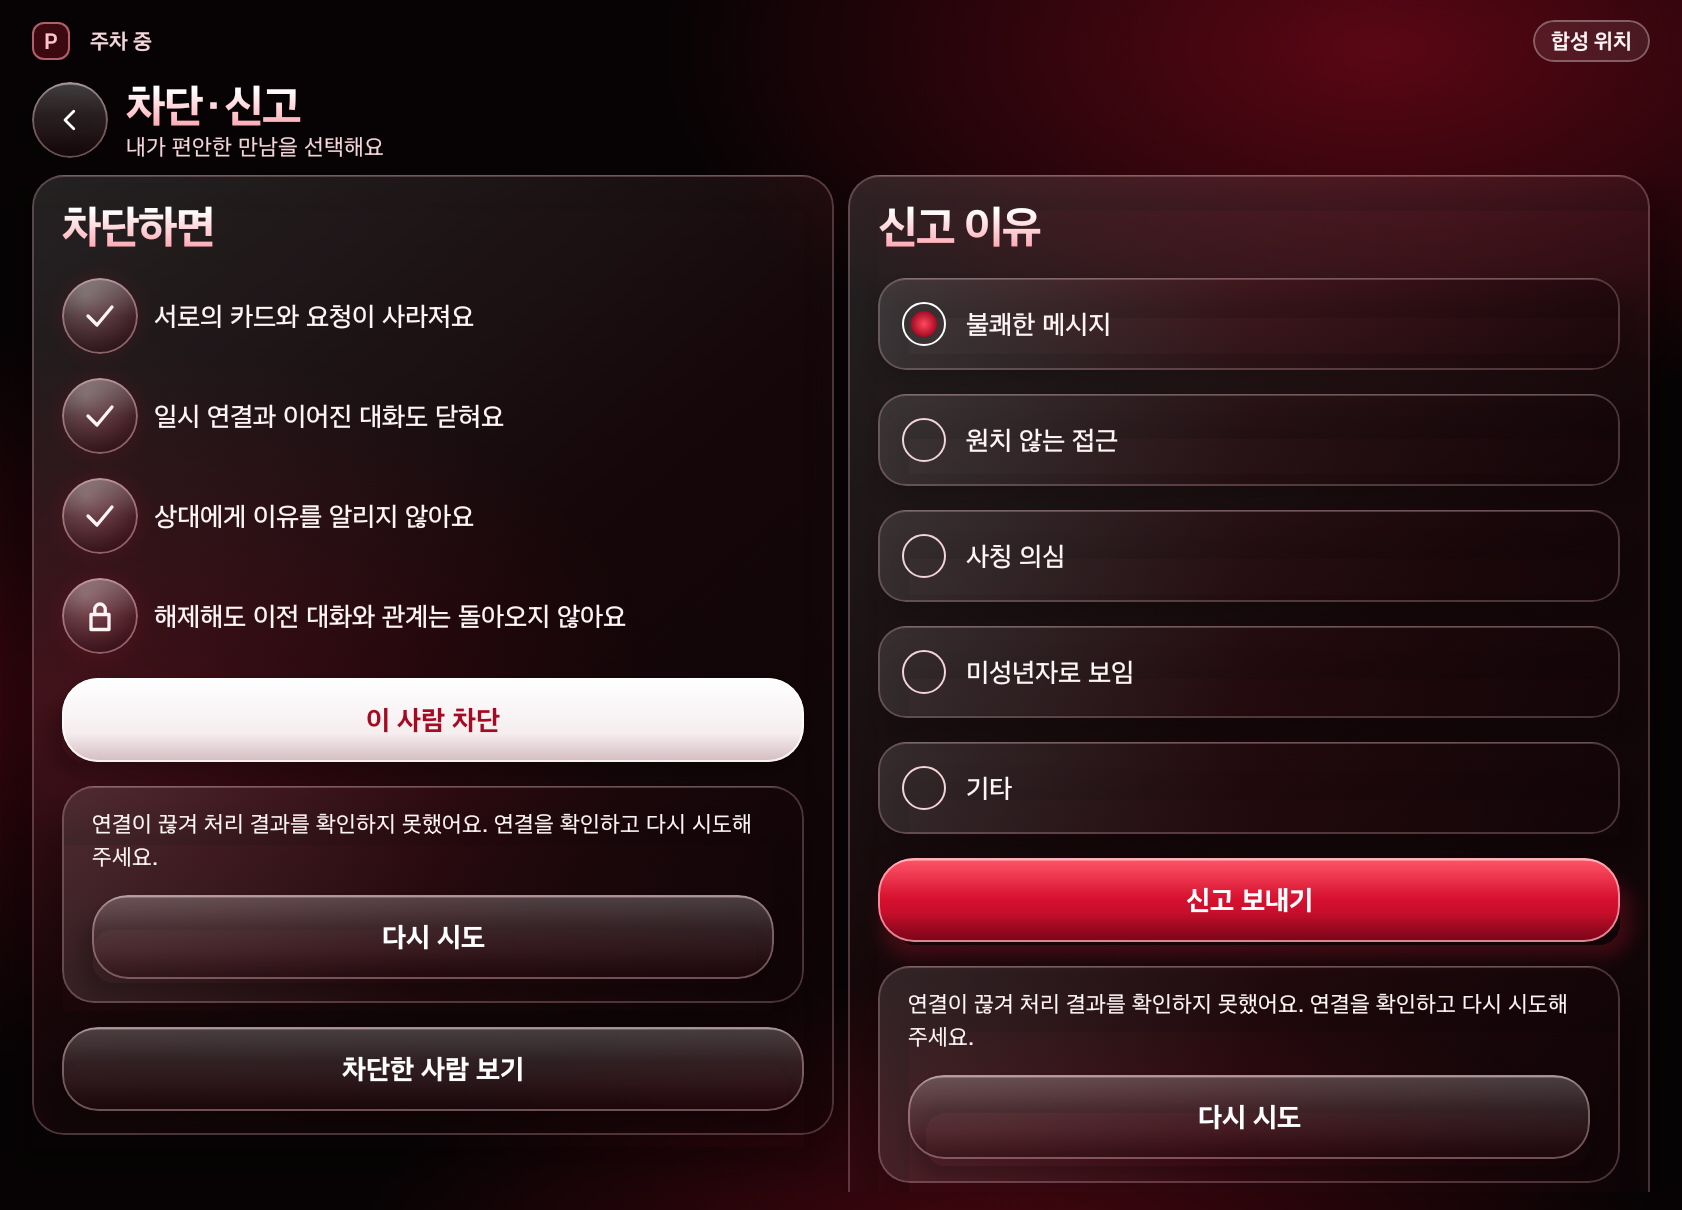 P 주차 중
합성 위치
차단·신고
내가 편안한 만남을 선택해요
차단하면
서로의 카드와 요청이 사라져요
일시 연결과 이어진 대화도 닫혀요
상대에게 이유를 알리지 않아요
해제해도 이전 대화와 관계는 돌아오지 않아요
이 사람 차단
연결이 끊겨 처리 결과를 확인하지 못했어요. 연결을 확인하고 다시 시도해
주세요.
다시 시도
차단한 사람 보기
신고 이유
불쾌한 메시지
원치 않는 접근
사칭 의심
미성년자로 보임
기타
신고 보내기
연결이 끊겨 처리 결과를 확인하지 못했어요. 연결을 확인하고 다시 시도해
주세요.
다시 시도